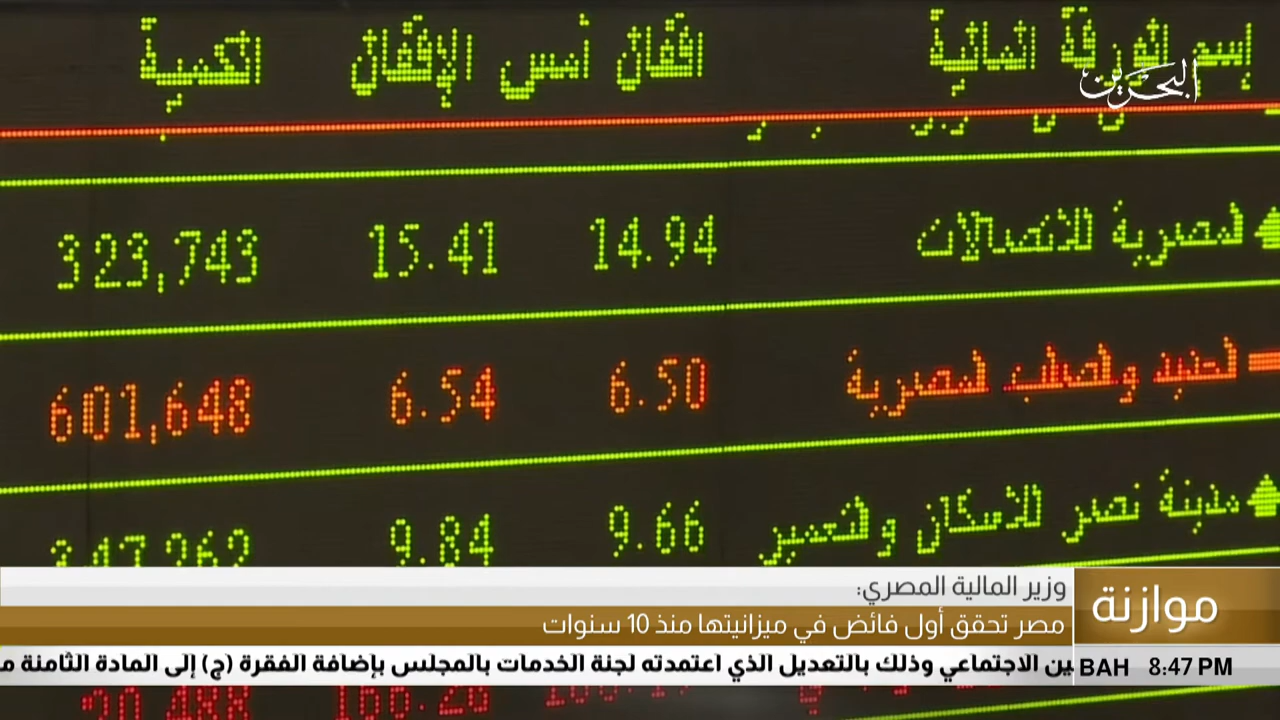 إسم الورقة المالية اقفال أمس الإقفال الكمية
البحرين
المصرية للاتصالات 14.94 15.41 323,743
الحديد والصلب المصرية 6.50 6.54 601,648
مدينة نصر للاسكان والتعمير 9.66 9.84 347,262
موازنة
وزير المالية المصري:
مصر تحقق أول فائض في ميزانيتها منذ 10 سنوات
BAH 8:47 PM
ين الاجتماعي وذلك بالتعديل الذي اعتمدته لجنة الخدمات بالمجلس بإضافة الفقرة (ج) إلى المادة الثامنة م